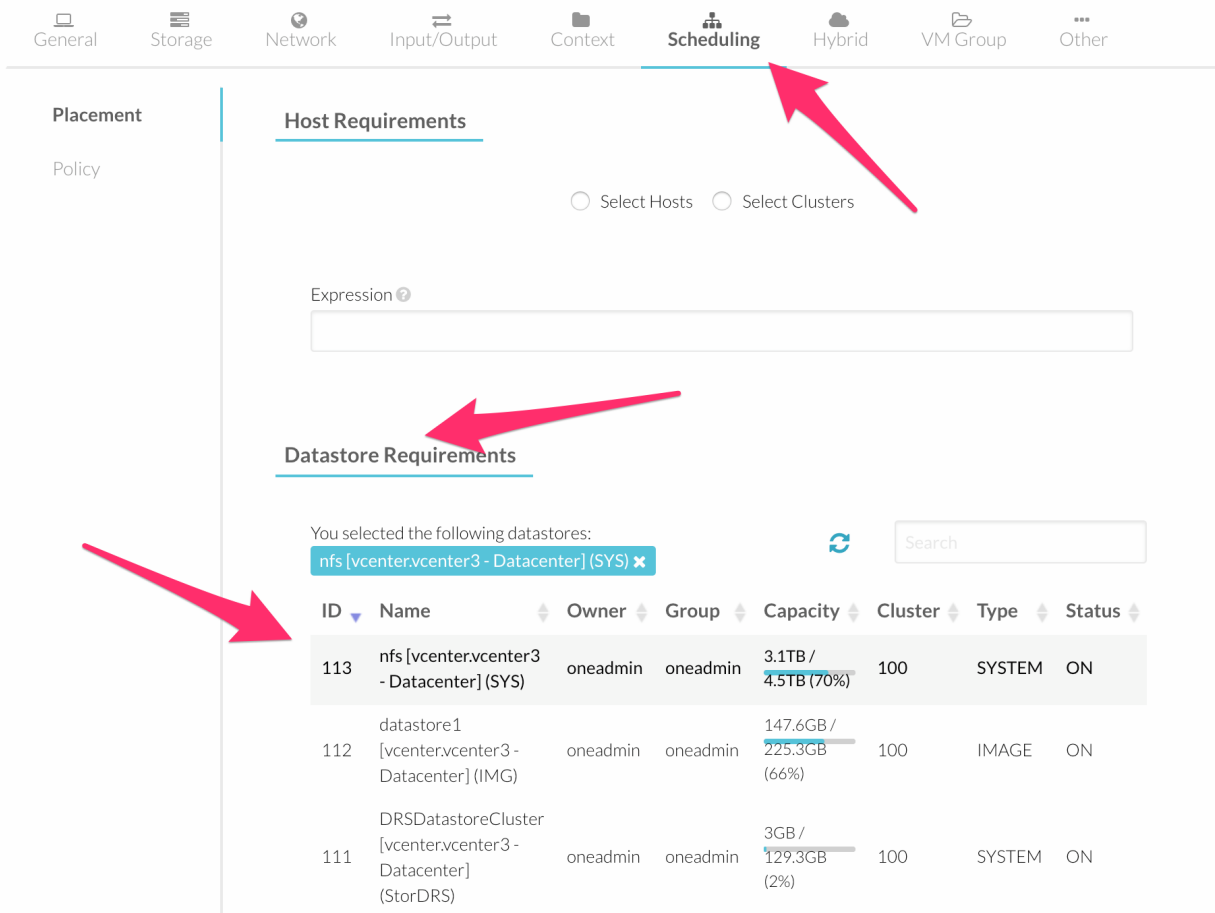 General Storage Network Input/Output Context Scheduling Hybrid VM Group Other
Placement
Policy
Host Requirements
Select Hosts Select Clusters
Expression
Datastore Requirements
You selected the following datastores:
nfs [vcenter.vcenter3 - Datacenter] (SYS) ✖
Search
ID Name Owner Group Capacity Cluster Type Status
113 nfs [vcenter.vcenter3 - Datacenter] (SYS) oneadmin oneadmin 3.1TB / 4.5TB (70%) 100 SYSTEM ON
112 datastore1 [vcenter.vcenter3 - Datacenter] (IMG) oneadmin oneadmin 147.6GB / 225.3GB (66%) 100 IMAGE ON
111 DRSDatastoreCluster [vcenter.vcenter3 - Datacenter] (StorDRS) oneadmin oneadmin 3GB / 129.3GB (2%) 100 SYSTEM ON